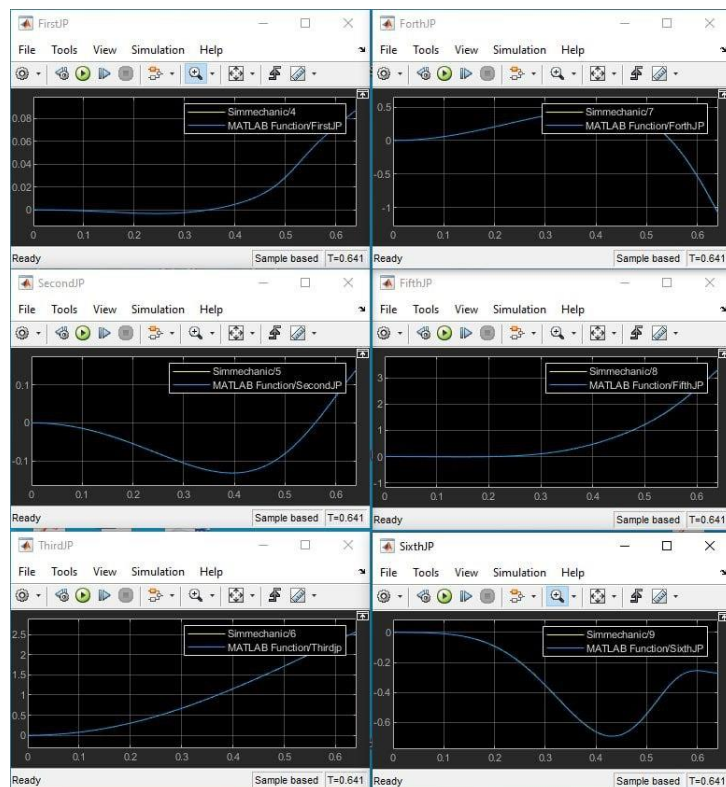 FirstJP
File Tools View Simulation Help
Simmechanic/4
MATLAB Function/FirstJP
0.08
0.06
0.04
0.02
0
0 0.1 0.2 0.3 0.4 0.5 0.6
Ready Sample based T=0.641
ForthJP
File Tools View Simulation Help
Simmechanic/7
MATLAB Function/ForthJP
0.5
0
-0.5
-1
0 0.1 0.2 0.3 0.4 0.5 0.6
Ready Sample based T=0.641
SecondJP
File Tools View Simulation Help
Simmechanic/5
MATLAB Function/SecondJP
0.1
0
-0.1
0 0.1 0.2 0.3 0.4 0.5 0.6
Ready Sample based T=0.641
FifthJP
File Tools View Simulation Help
Simmechanic/8
MATLAB Function/FifthJP
3
2
1
0
-1
0 0.1 0.2 0.3 0.4 0.5 0.6
Ready Sample based T=0.641
ThirdJP
File Tools View Simulation Help
Simmechanic/6
MATLAB Function/Thirdjp
2.5
2
1.5
1
0.5
0
0 0.1 0.2 0.3 0.4 0.5 0.6
Ready Sample based T=0.641
SixthJP
File Tools View Simulation Help
Simmechanic/9
MATLAB Function/SixthJP
0
-0.2
-0.4
-0.6
0 0.1 0.2 0.3 0.4 0.5 0.6
Ready Sample based T=0.641